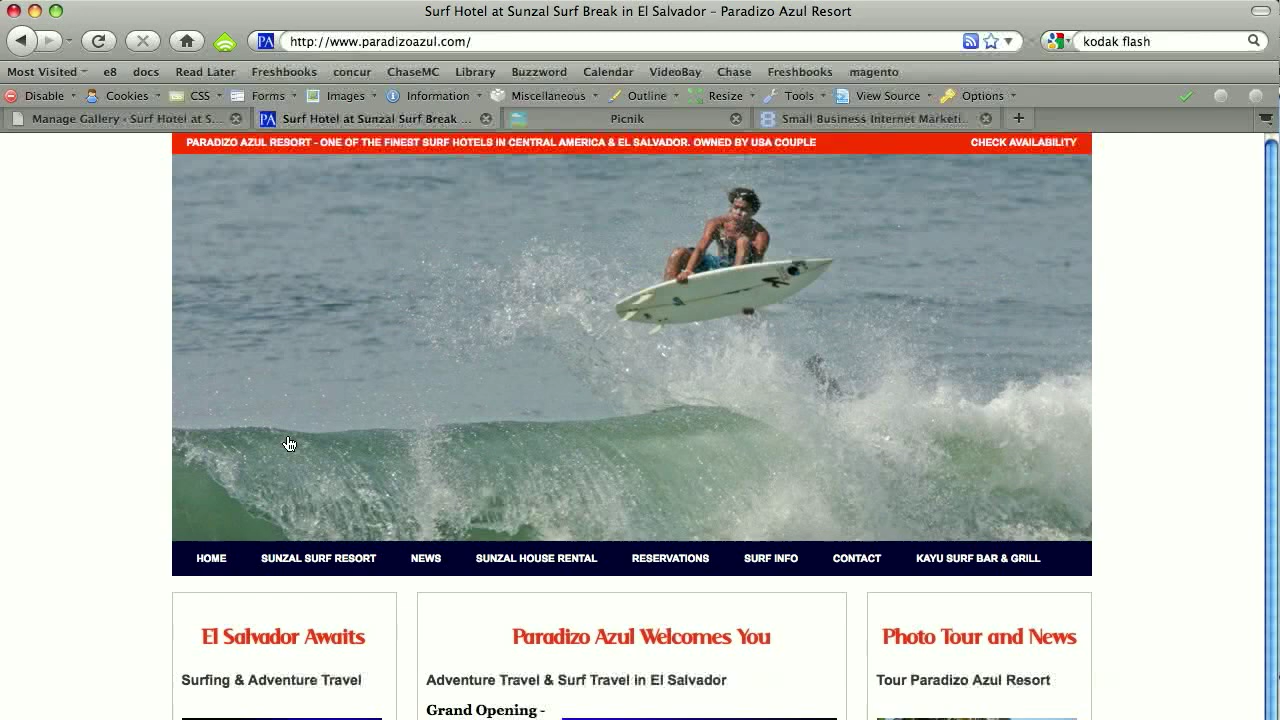 Surf Hotel at Sunzal Surf Break in El Salvador - Paradizo Azul Resort
PA http://www.paradizoazul.com/ kodak flash
Most Visited e8 docs Read Later Freshbooks concur ChaseMC Library Buzzword Calendar VideoBay Chase Freshbooks magento
Disable Cookies CSS Forms Images Information Miscellaneous Outline Resize Tools View Source Options
Manage Gallery ‹ Surf Hotel at S... PA Surf Hotel at Sunzal Surf Break ... Picnik Small Business Internet Marketi...
PARADIZO AZUL RESORT - ONE OF THE FINEST SURF HOTELS IN CENTRAL AMERICA & EL SALVADOR. OWNED BY USA COUPLE CHECK AVAILABILITY
HOME SUNZAL SURF RESORT NEWS SUNZAL HOUSE RENTAL RESERVATIONS SURF INFO CONTACT KAYU SURF BAR & GRILL
El Salvador Awaits
Surfing & Adventure Travel
Paradizo Azul Welcomes You
Adventure Travel & Surf Travel in El Salvador
Grand Opening -
Photo Tour and News
Tour Paradizo Azul Resort